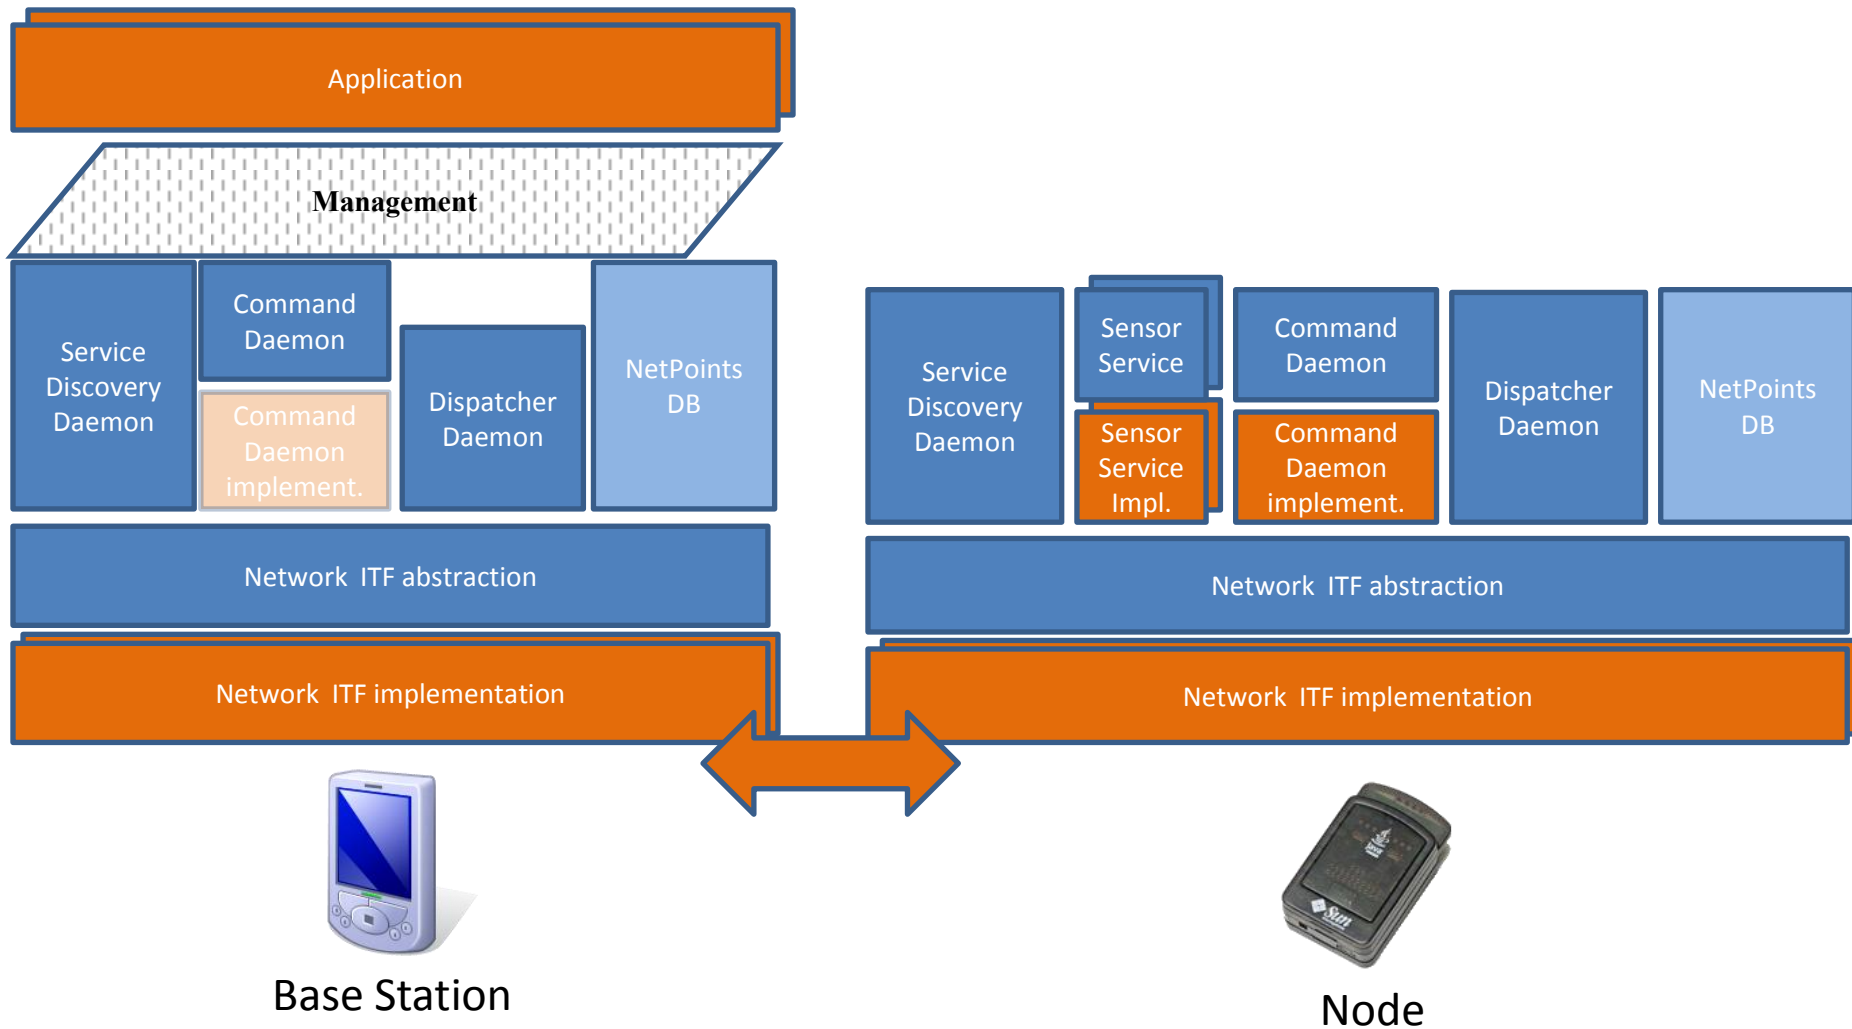 Application
Management
Service
Discovery
Daemon
Command
Daemon
Command
Daemon
implement.
Dispatcher
Daemon
NetPoints
DB
Network ITF abstraction
Network ITF implementation
Base Station
Service
Discovery
Daemon
Sensor
Service
Sensor
Service
Impl.
Command
Daemon
Command
Daemon
implement.
Dispatcher
Daemon
NetPoints
DB
Network ITF abstraction
Network ITF implementation
Java
Sun
Node